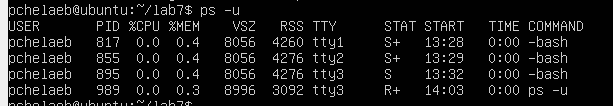 pchelaeb@ubuntu:~/lab7$ ps -u
USER PID %CPU %MEM VSZ RSS TTY STAT START TIME COMMAND
pchelaeb 817 0.0 0.4 8056 4260 tty1 S+ 13:28 0:00 -bash
pchelaeb 855 0.0 0.4 8056 4276 tty2 S+ 13:29 0:00 -bash
pchelaeb 895 0.0 0.4 8056 4276 tty3 S 13:32 0:00 -bash
pchelaeb 989 0.0 0.3 8996 3092 tty3 R+ 14:03 0:00 ps -u
pchelaeb@ubuntu:~/lab7$